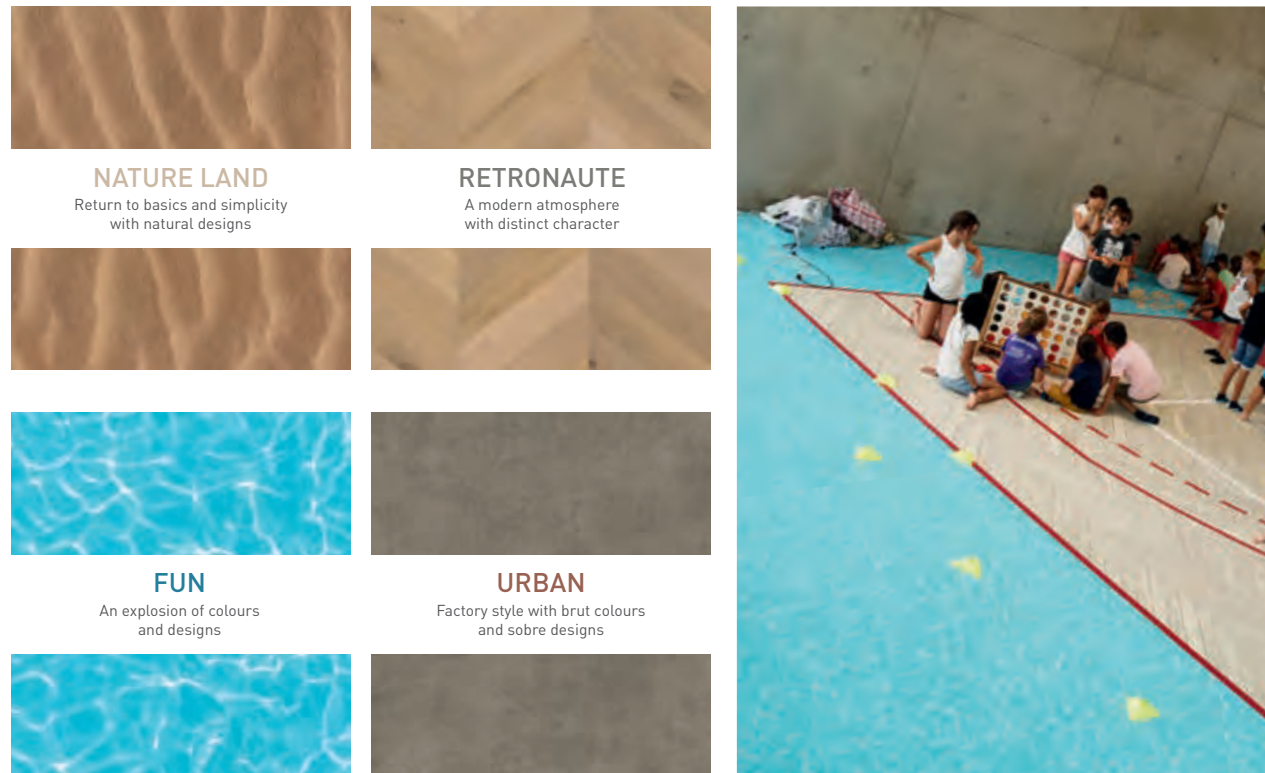 NATURE LAND
Return to basics and simplicity
with natural designs
RETRONAUTE
A modern atmosphere
with distinct character
FUN
An explosion of colours
and designs
URBAN
Factory style with brut colours
and sobre designs